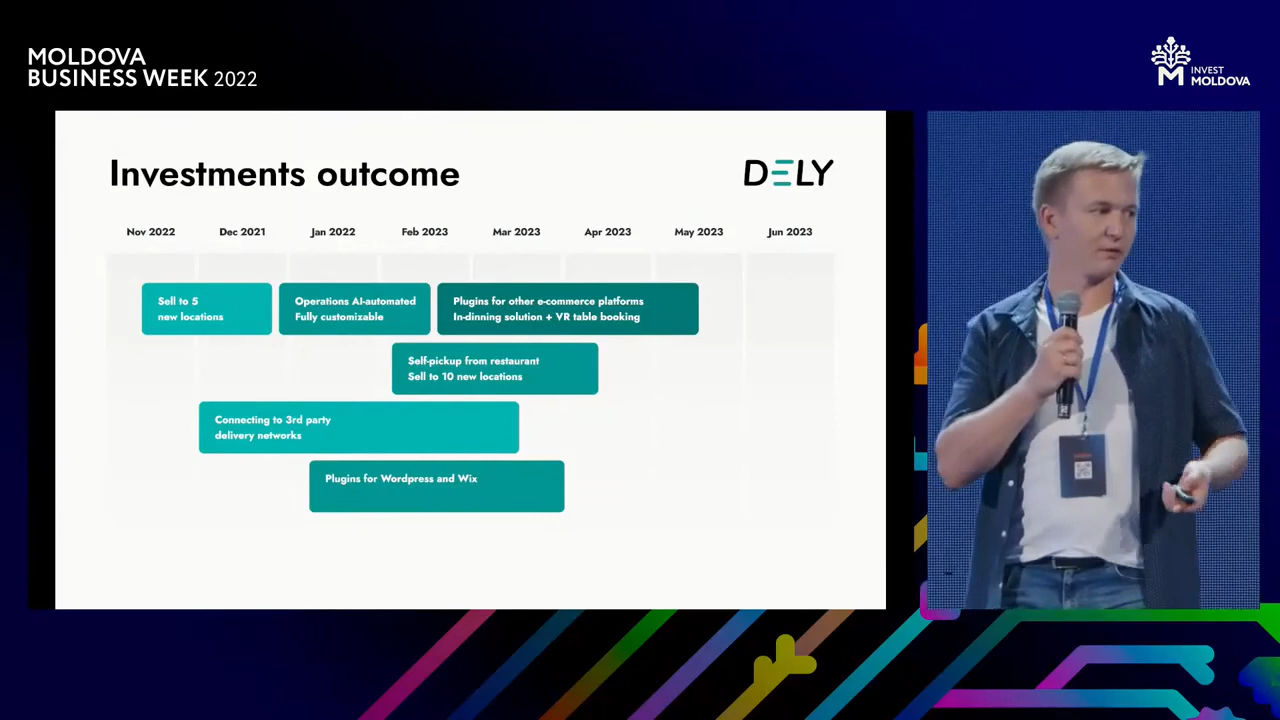 MOLDOVA
BUSINESS WEEK 2022
INVEST
MOLDOVA
Investments outcome
DELY
Nov 2022 Dec 2021 Jan 2022 Feb 2023 Mar 2023 Apr 2023 May 2023 Jun 2023
Sell to 5
new locations
Operations AI-automated
Fully customizable
Plugins for other e-commerce platforms
In-dinning solution + VR table booking
Self-pickup from restaurant
Sell to 10 new locations
Connecting to 3rd party
delivery networks
Plugins for Wordpress and Wix